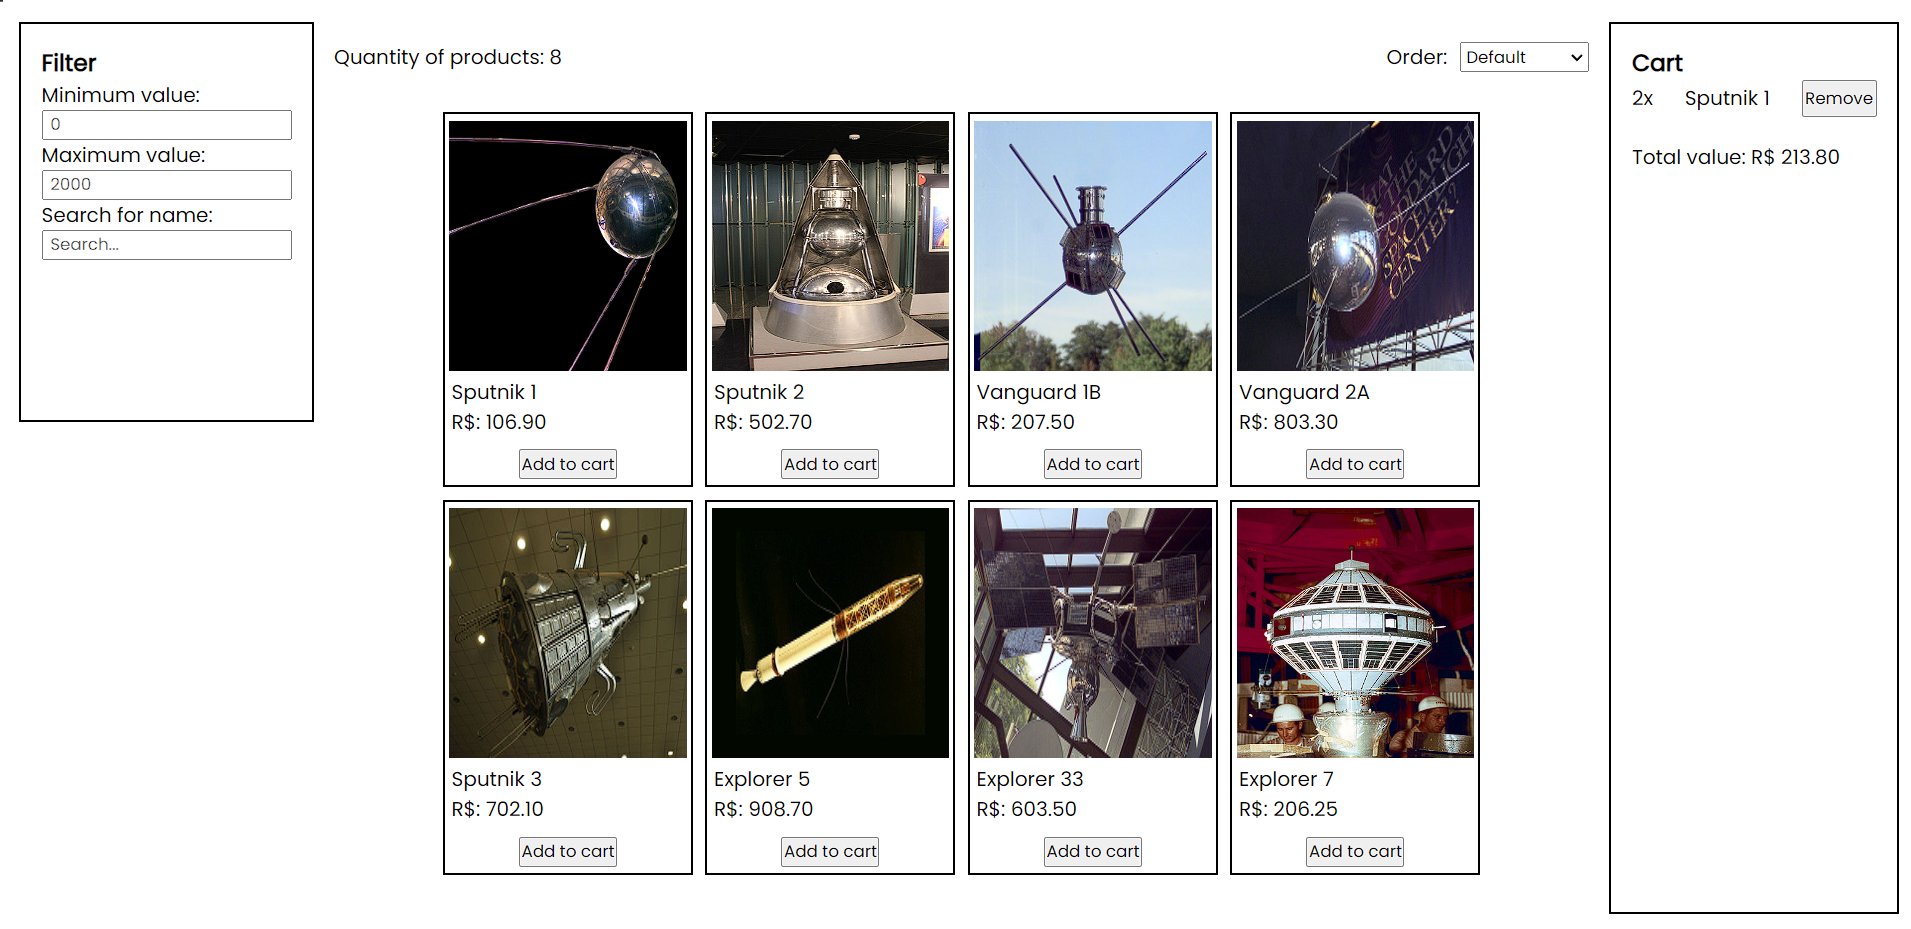 Filter
Minimum value:
0
Maximum value:
2000
Search for name:
Search...
Quantity of products: 8
Order: Default
Sputnik 1
R$: 106.90
Add to cart
Sputnik 2
R$: 502.70
Add to cart
Vanguard 1B
R$: 207.50
Add to cart
GODDARD
SPACE
CENTER?
Vanguard 2A
R$: 803.30
Add to cart
Sputnik 3
R$: 702.10
Add to cart
Explorer 5
R$: 908.70
Add to cart
Explorer 33
R$: 603.50
Add to cart
Explorer 7
R$: 206.25
Add to cart
Cart
2x Sputnik 1 Remove
Total value: R$ 213.80